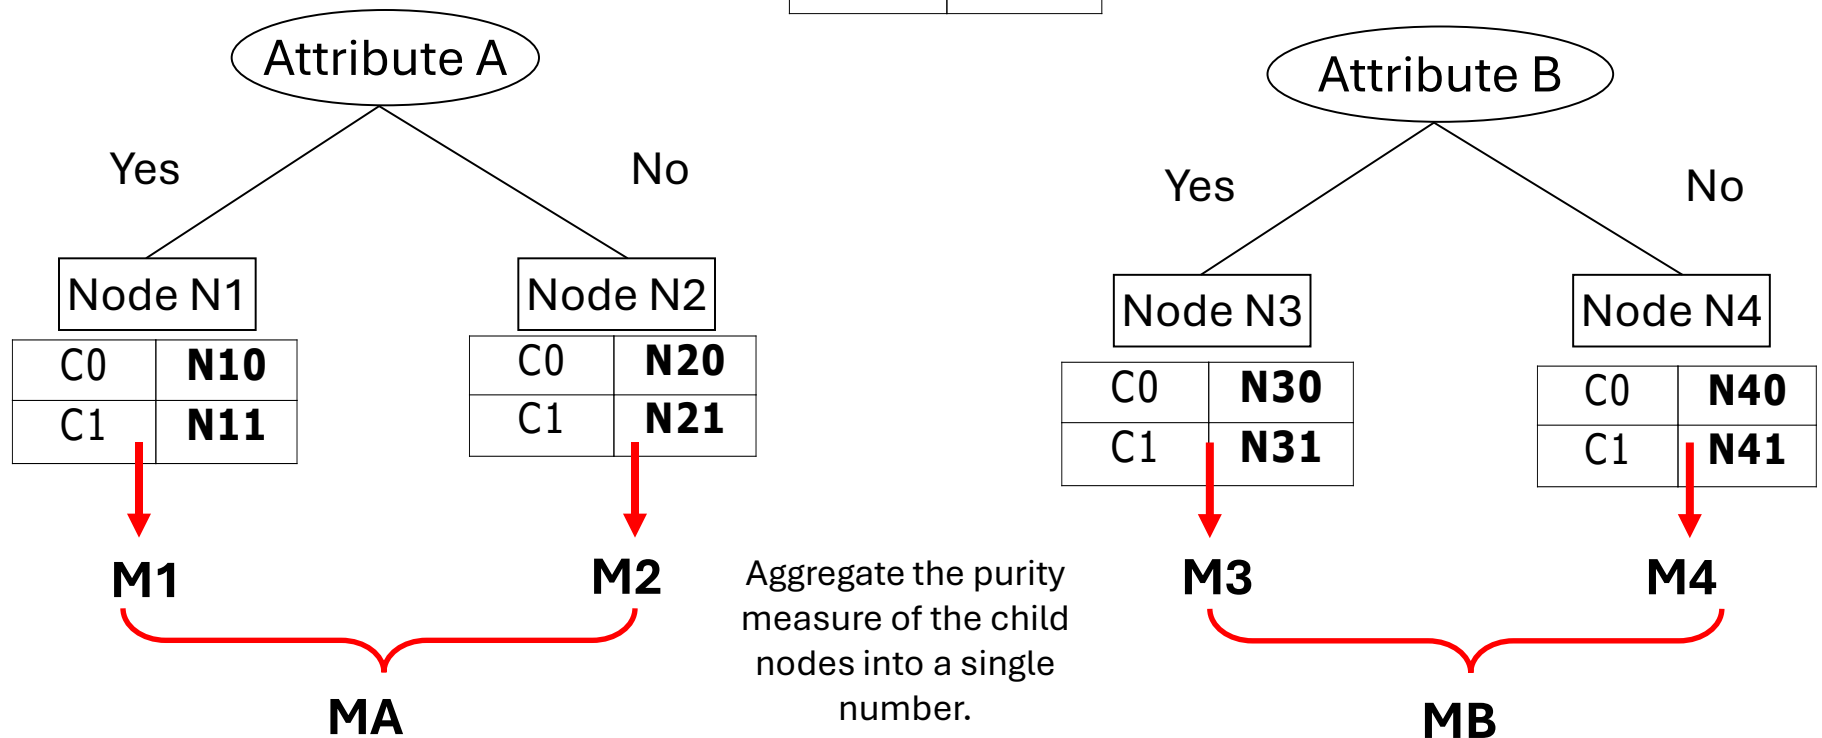 Attribute A
Yes
No
Node N1
Node N2
C0 N10
C1 N11
C0 N20
C1 N21
M1
M2
MA
Aggregate the purity
measure of the child
nodes into a single
number.
Attribute B
Yes
No
Node N3
Node N4
C0 N30
C1 N31
C0 N40
C1 N41
M3
M4
MB